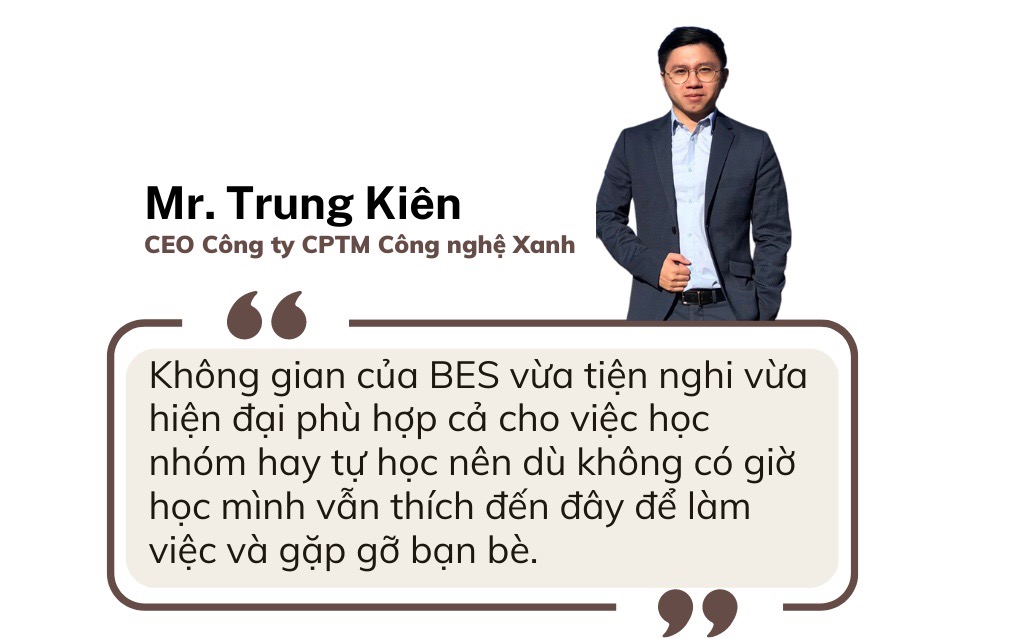 Mr. Trung Kiên
CEO Công ty CPTM Công nghệ Xanh
“
Không gian của BES vừa tiện nghi vừa
hiện đại phù hợp cả cho việc học
nhóm hay tự học nên dù không có giờ
học mình vẫn thích đến đây để làm
việc và gặp gỡ bạn bè.
”